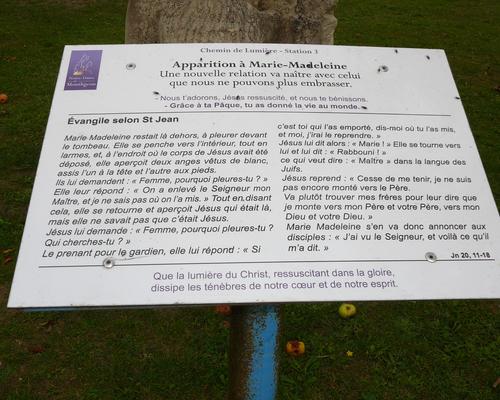 Chemin de Lumière - Station 3
Apparition à Marie-Madeleine
Une nouvelle relation va naître avec celui
que nous ne pouvons plus embrasser.
- Nous t'adorons, Jésus ressuscité, et nous te bénissons.
- Grâce à ta Pâque, tu as donné la vie au monde.
Évangile selon St Jean
Marie-Madeleine restait là dehors, à pleurer devant
le tombeau. Elle se penche vers l'intérieur, tout en
larmes, et, à l'endroit où le corps de Jésus avait été
déposé, elle aperçoit deux anges vêtus de blanc,
assis l'un à la tête et l'autre aux pieds.
Ils lui demandent : « Femme, pourquoi pleures-tu ? »
Elle leur répond : « On a enlevé le Seigneur mon
Maître, et je ne sais pas où on l'a mis. » Tout en disant
cela, elle se retourne et aperçoit Jésus qui était là,
mais elle ne savait pas que c'était Jésus.
Jésus lui demande : « Femme, pourquoi pleures-tu ?
Qui cherches-tu ? »
Le prenant pour le gardien, elle lui répond : « Si
c'est toi qui l'as emporté, dis-moi où tu l'as mis,
et moi, j'irai le reprendre. »
Jésus lui dit alors : « Marie ! » Elle se tourne vers
lui et lui dit : « Rabbouni ! »
ce qui veut dire : « Maître » dans la langue des
Juifs.
Jésus reprend : « Cesse de me tenir, je ne suis
pas encore monté vers le Père.
Va plutôt trouver mes frères pour leur dire que
je monte vers mon Père et votre Père, vers mon
Dieu et votre Dieu. »
Marie Madeleine s'en va donc annoncer aux
disciples : « J'ai vu le Seigneur, et voilà ce qu'il
m'a dit. »
Jn 20, 11-18
Que la lumière du Christ, ressuscitant dans la gloire,
dissipe les ténèbres de notre cœur et de notre esprit.